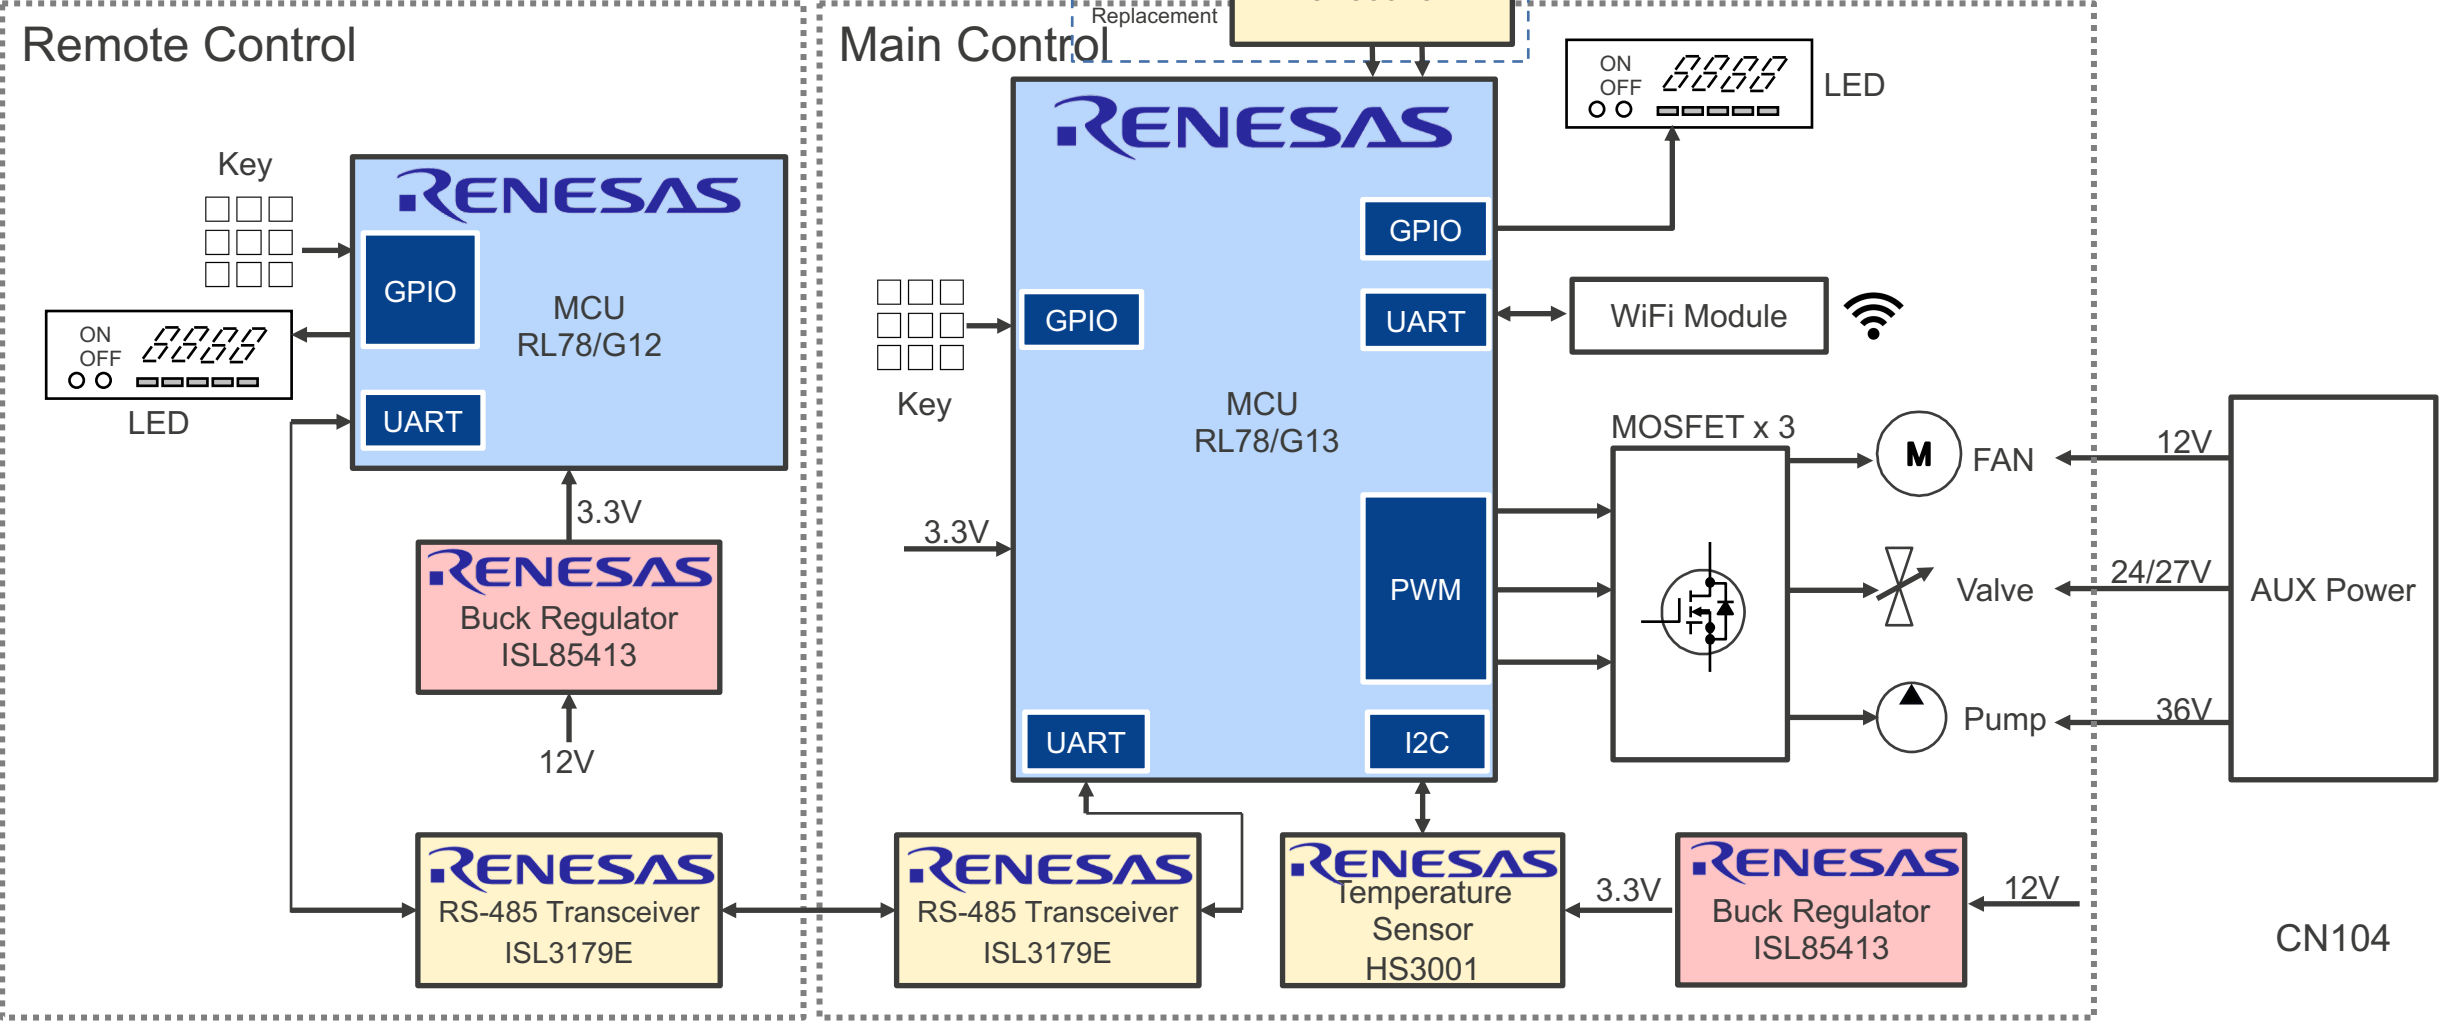 Remote Control
Key
ON
OFF
LED
RENESAS
GPIO
MCU
RL78/G12
UART
3.3V
RENESAS
Buck Regulator
ISL85413
12V
RENESAS
RS-485 Transceiver
ISL3179E
Main Control
Replacement
RENESAS
GPIO
ON
OFF
LED
GPIO
Key
UART
WiFi Module
MCU
RL78/G13
3.3V
PWM
MOSFET x 3
M
FAN
Valve
Pump
12V
24/27V
36V
AUX Power
UART
I2C
RENESAS
RS-485 Transceiver
ISL3179E
RENESAS
Temperature
Sensor
HS3001
3.3V
RENESAS
Buck Regulator
ISL85413
12V
CN104